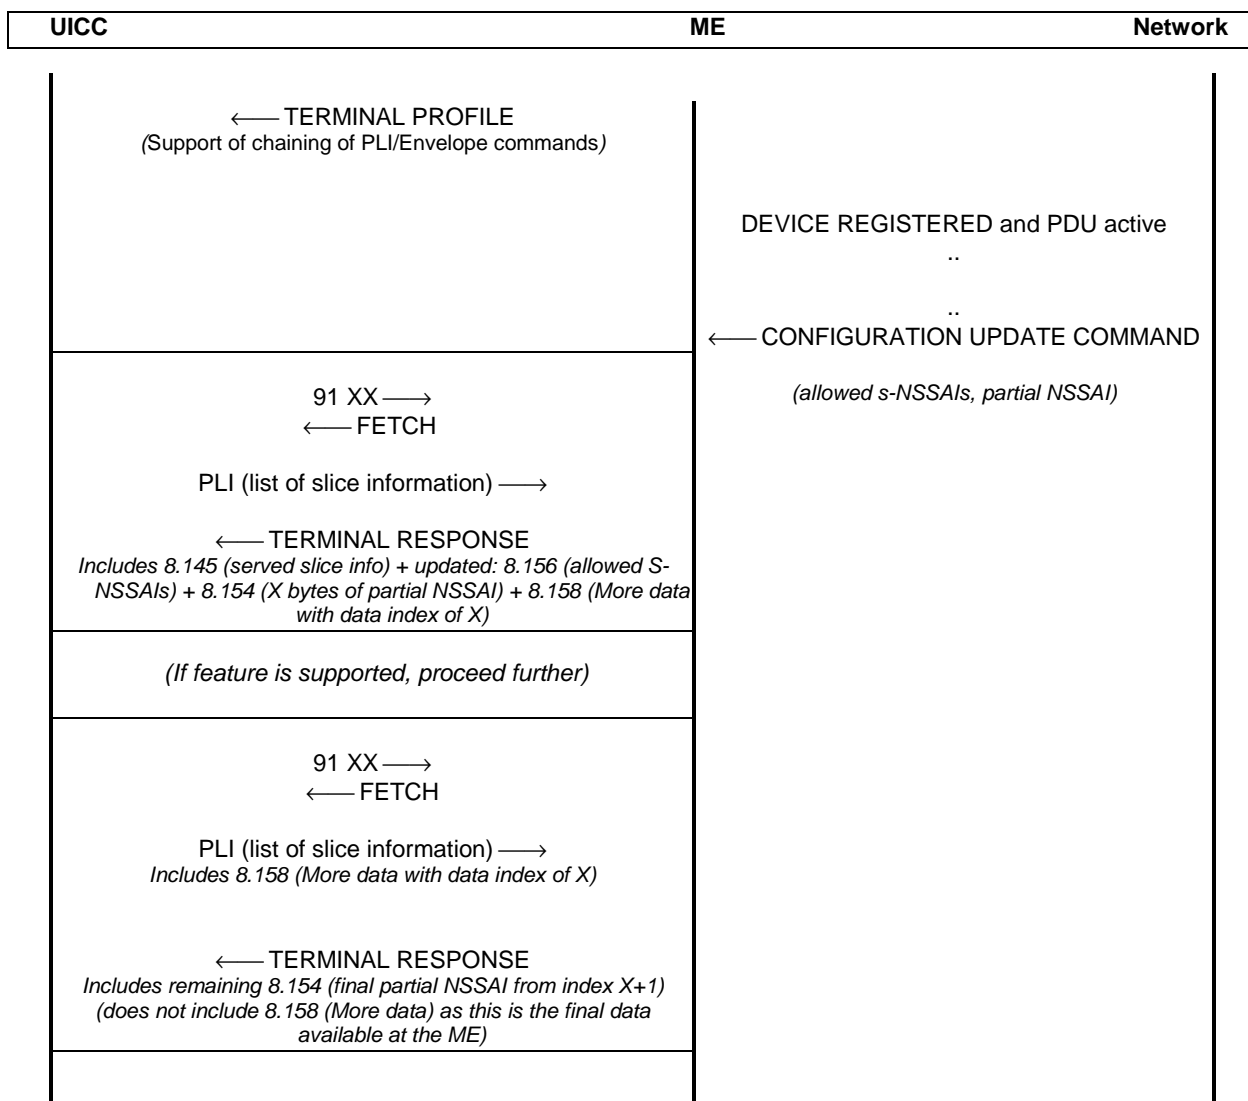 UICC ME Network
←— TERMINAL PROFILE
(Support of chaining of PLI/Envelope commands)
DEVICE REGISTERED and PDU active
..
..
←— CONFIGURATION UPDATE COMMAND
(allowed s-NSSAIs, partial NSSAI)
91 XX —→
←— FETCH
PLI (list of slice information) —→
←— TERMINAL RESPONSE
Includes 8.145 (served slice info) + updated: 8.156 (allowed S-
NSSAIs) + 8.154 (X bytes of partial NSSAI) + 8.158 (More data
with data index of X)
(If feature is supported, proceed further)
91 XX —→
←— FETCH
PLI (list of slice information) —→
Includes 8.158 (More data with data index of X)
←— TERMINAL RESPONSE
Includes remaining 8.154 (final partial NSSAI from index X+1)
(does not include 8.158 (More data) as this is the final data
available at the ME)